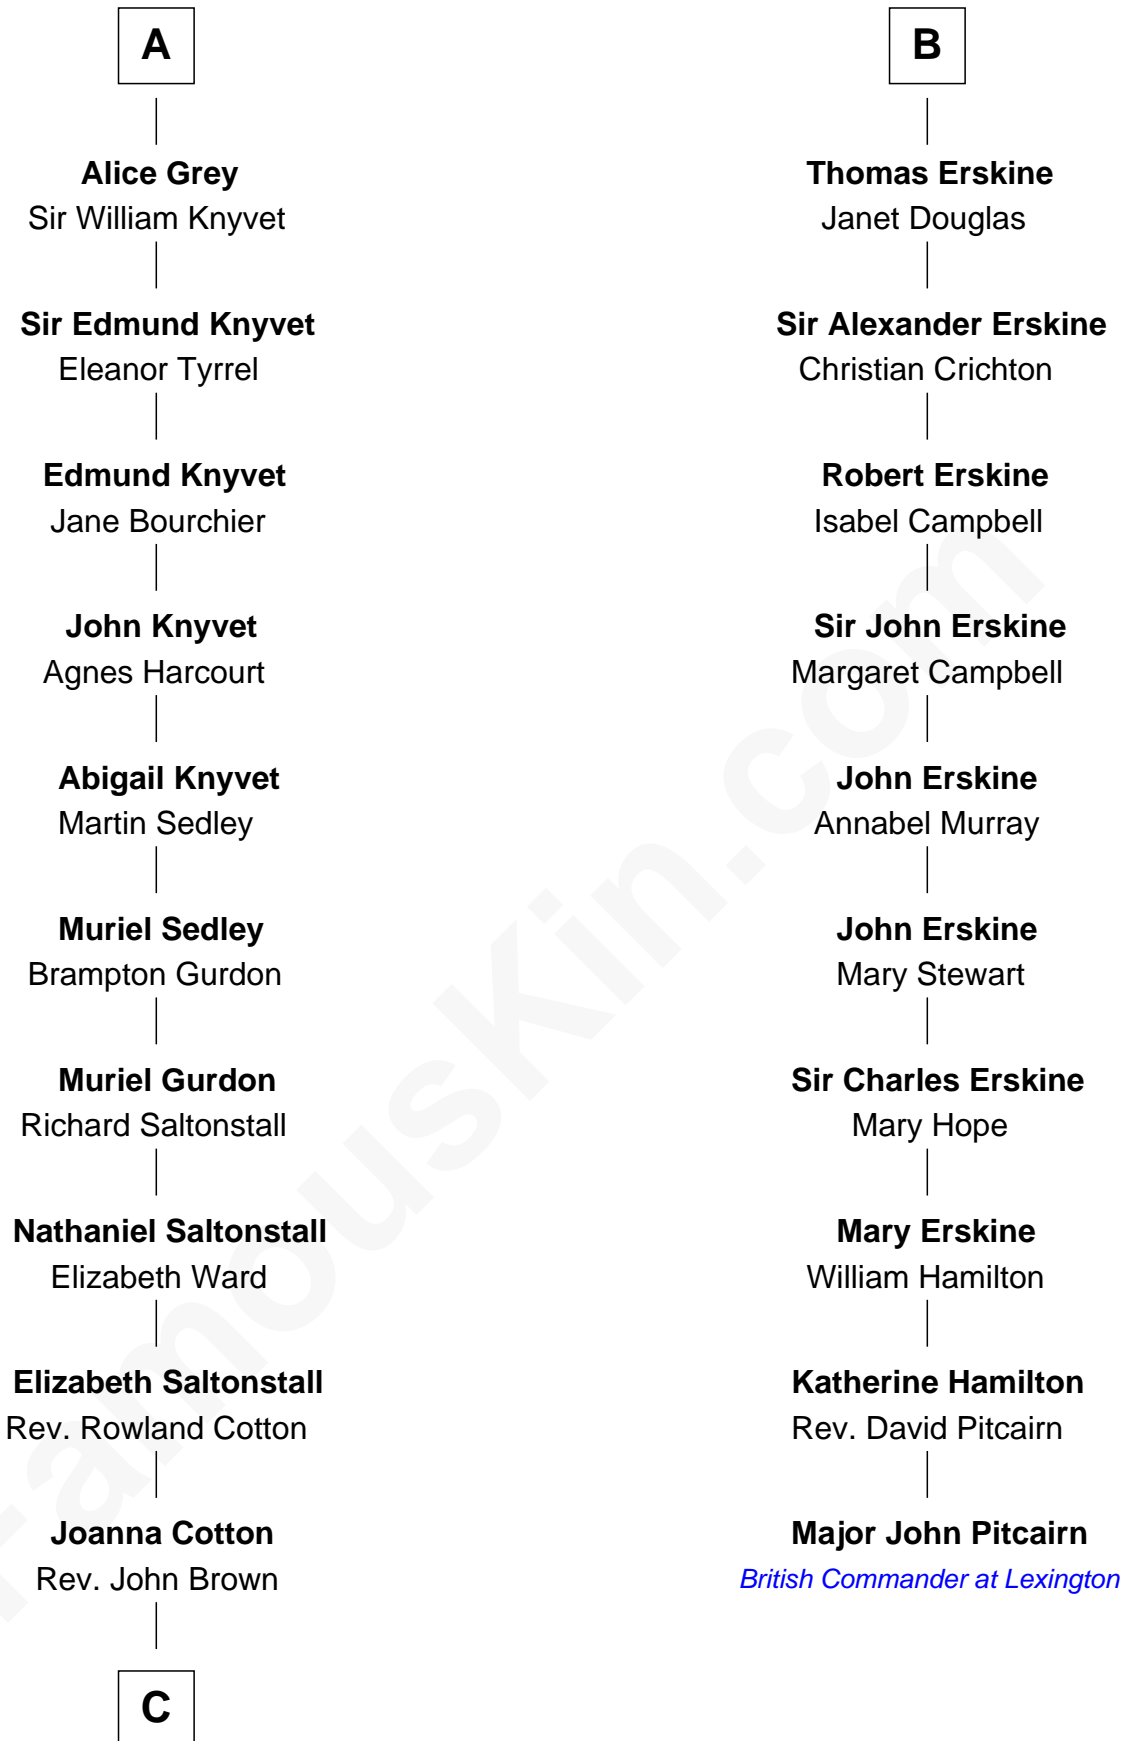 A
Alice Grey
Sir William Knyvet
Sir Edmund Knyvet
Eleanor Tyrrel
Edmund Knyvet
Jane Bourchier
John Knyvet
Agnes Harcourt
Abigail Knyvet
Martin Sedley
Muriel Sedley
Brampton Gurdon
Muriel Gurdon
Richard Saltonstall
Nathaniel Saltonstall
Elizabeth Ward
Elizabeth Saltonstall
Rev. Rowland Cotton
Joanna Cotton
Rev. John Brown
C
B
Thomas Erskine
Janet Douglas
Sir Alexander Erskine
Christian Crichton
Robert Erskine
Isabel Campbell
Sir John Erskine
Margaret Campbell
John Erskine
Annabel Murray
John Erskine
Mary Stewart
Sir Charles Erskine
Mary Hope
Mary Erskine
William Hamilton
Katherine Hamilton
Rev. David Pitcairn
Major John Pitcairn
British Commander at Lexington
FamousKin.com